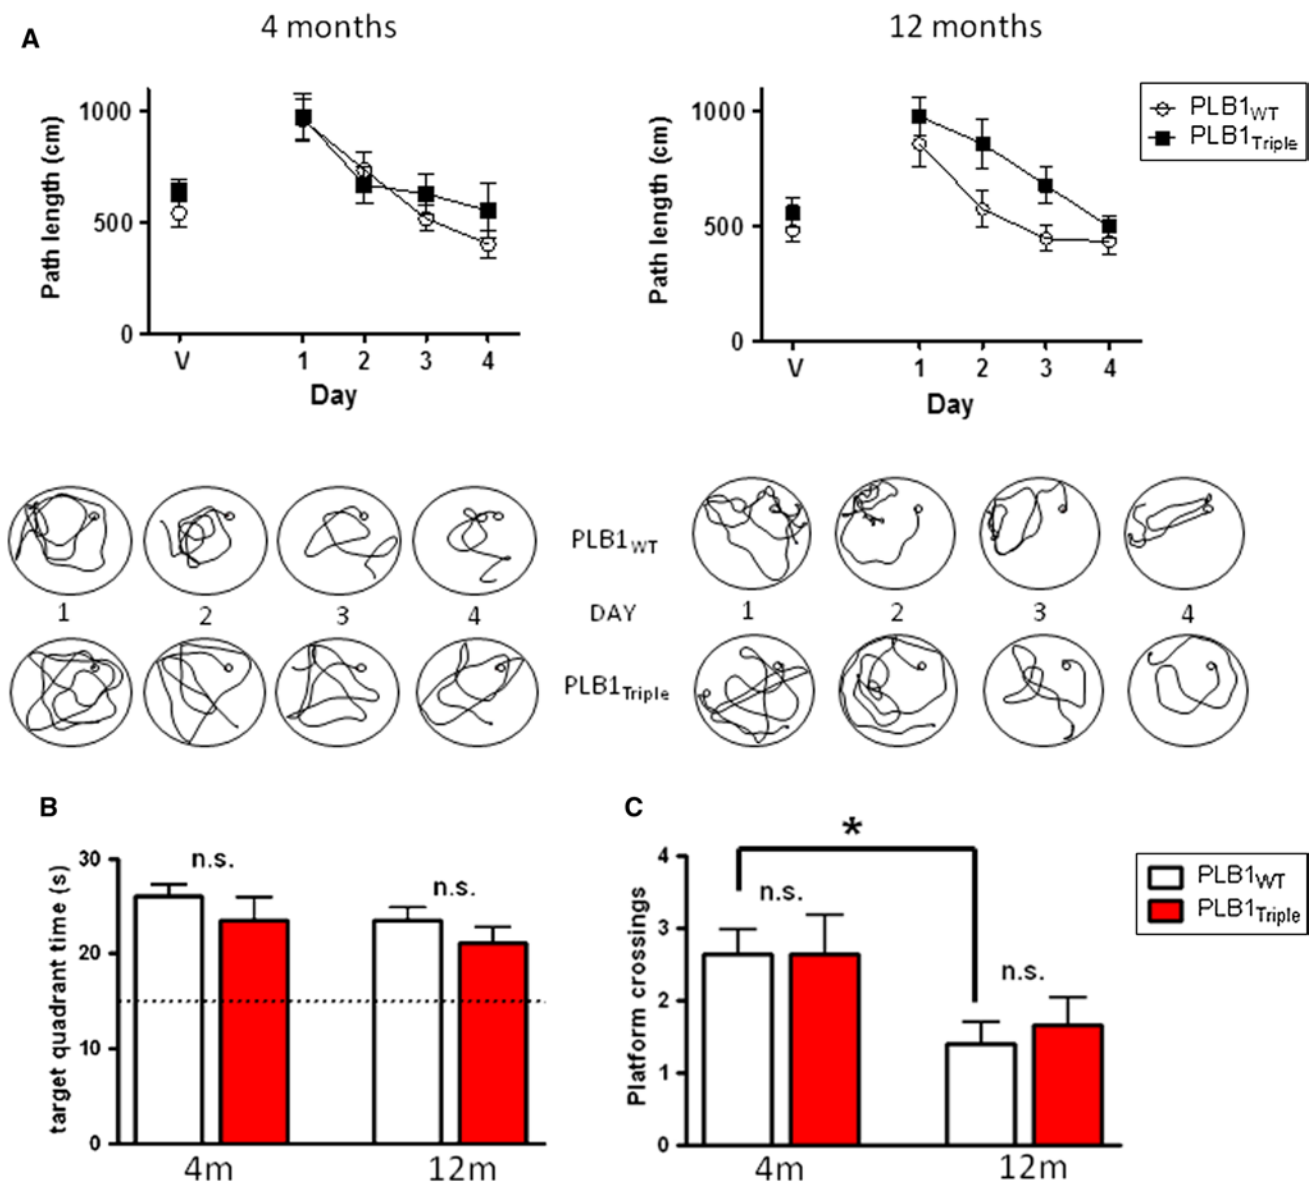 A
4 months
12 months
Path length (cm)
1000
500
0
V
1
2
3
4
Day
Path length (cm)
1000
500
0
V
1
2
3
4
Day
PLB1WT
PLB1Triple
PLB1WT
1
2
3
4
DAY
1
2
3
4
PLB1Triple
B
target quadrant time (s)
30
20
10
0
n.s.
n.s.
4m
12m
C
Platform crossings
4
3
2
1
0
*
n.s.
n.s.
4m
12m
PLB1WT
PLB1Triple